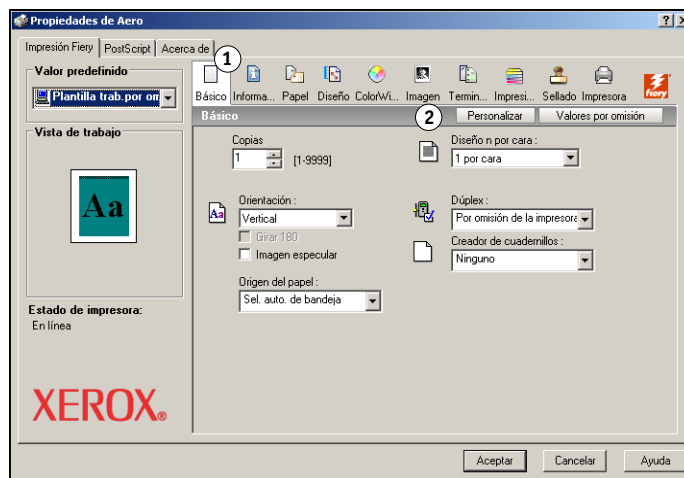 Propiedades de Aero
Impresión Fiery PostScript Acerca de
Valor predefinido
Plantilla trab.por om
Vista de trabajo
Aa
Estado de impresora:
En línea
XEROX®
1
Básico Informa... Papel Diseño ColorWi... Imagen Termin... Impresi... Sellado Impresora
fiery
Básico
2
Personalizar Valores por omisión
Copias
1 [1-9999]
Diseño n por cara :
1 por cara
Aa
Orientación :
Vertical
Girar 180
Imagen especular
Dúplex :
Por omisión de la impresora
Creador de cuadernillos :
Ninguno
Origen del papel :
Sel. auto. de bandeja
Aceptar Cancelar Ayuda